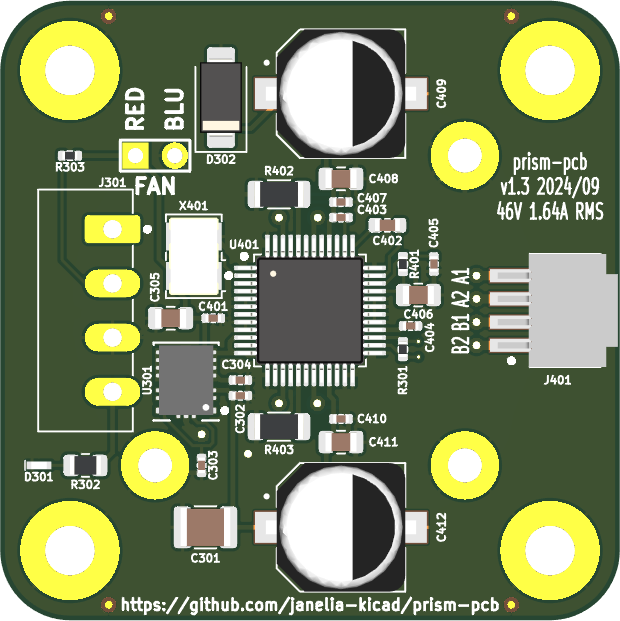 RED
BLU
D302
C409
R303
FAN
J301
R402
C408
C407
C403
C402
prism-pcb
v1.3 2024/09
46V 1.64A RMS
X401
U401
R401
C405
C305
C401
C406
C404
A1
A2
B1
B2
J401
U301
C304
C302
R301
R403
C410
C411
D301
R302
C303
C301
C412
https://github.com/janelia-kicad/prism-pcb